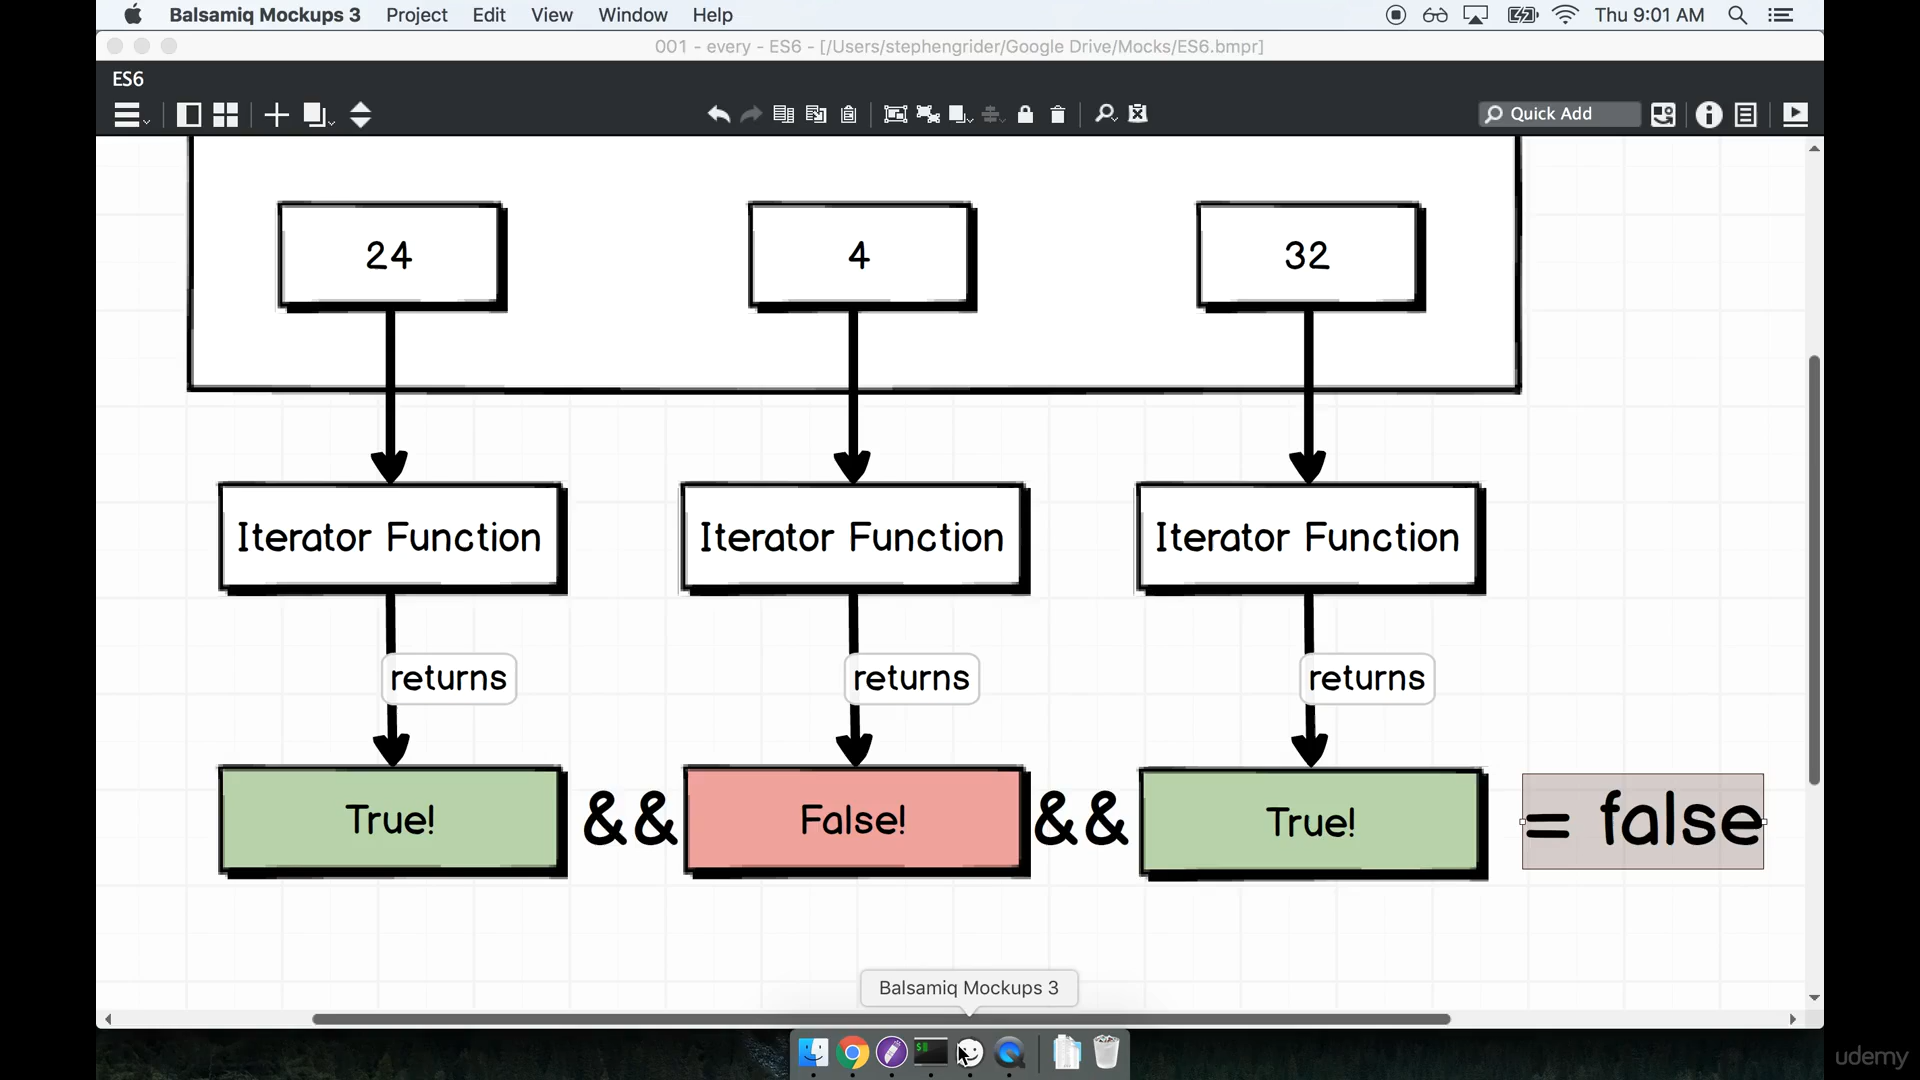 Balsamiq Mockups 3 Project Edit View Window Help Thu 9:01 AM
001 - every - ES6 - [/Users/stephengrider/Google Drive/Mocks/ES6.bmpr]
ES6
Quick Add
24 4 32
Iterator Function Iterator Function Iterator Function
returns returns returns
True! && False! && True! = false
Balsamiq Mockups 3
$
udemy